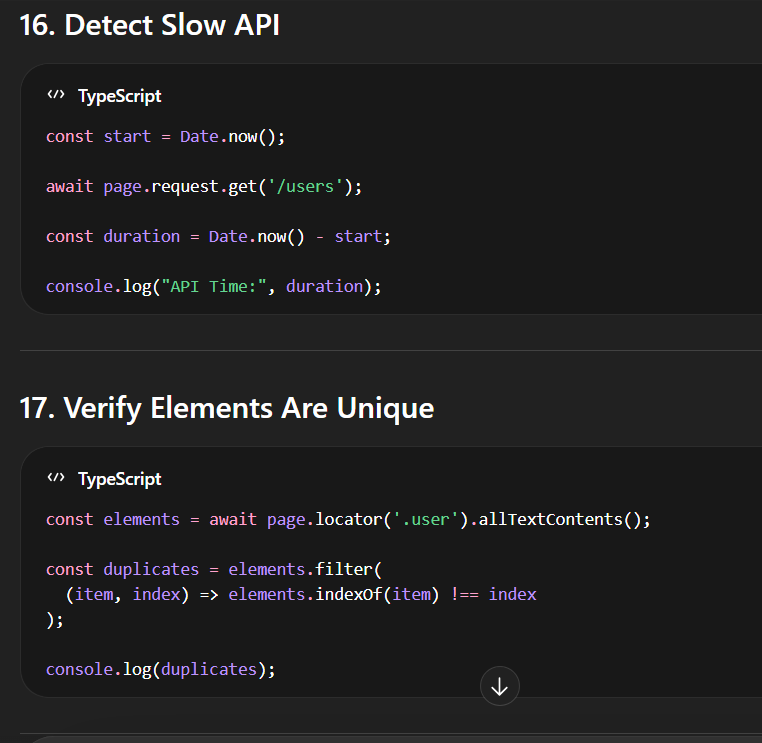 16. Detect Slow API
</> TypeScript
const start = Date.now();
await page.request.get('/users');
const duration = Date.now() - start;
console.log("API Time:", duration);
17. Verify Elements Are Unique
</> TypeScript
const elements = await page.locator('.user').allTextContents();
const duplicates = elements.filter(
  (item, index) => elements.indexOf(item) !== index
);
console.log(duplicates);